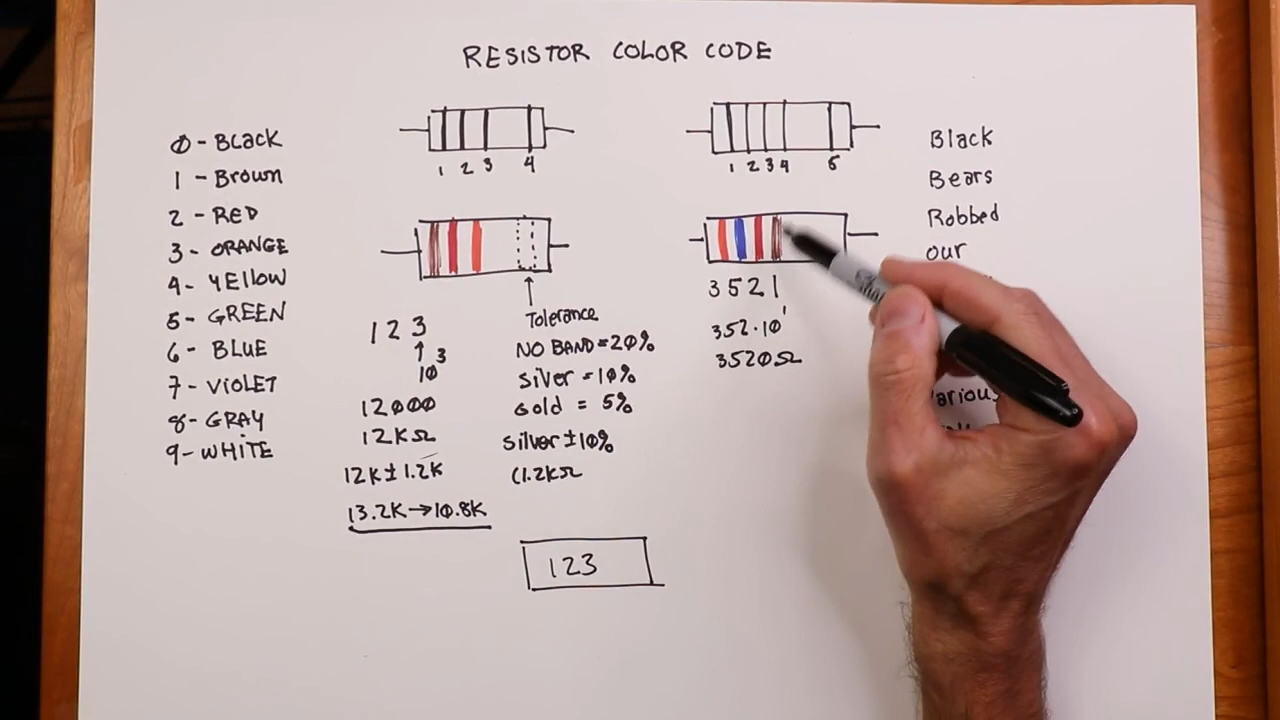 RESISTOR COLOR CODE
0 - BLACK
1 - Brown
2 - RED
3 - ORANGE
4 - YEllOW
5 - GREEN
6 - BLUE
7 - ViOLET
8 - GRAY
9 - WHiTE
1 2 3 4
1 2 3
↑ 3
10
12000
12KΩ
12K ± 1.2K
13.2K → 10.8K
Tolerance
NO BAND = 20%
SilVer = 10%
Gold = 5%
silver ± 10%
(1.2KΩ
123
1 2 3 4 5
3 5 2 1
352 · 10¹
3520Ω
Black
Bears
Robbed
our